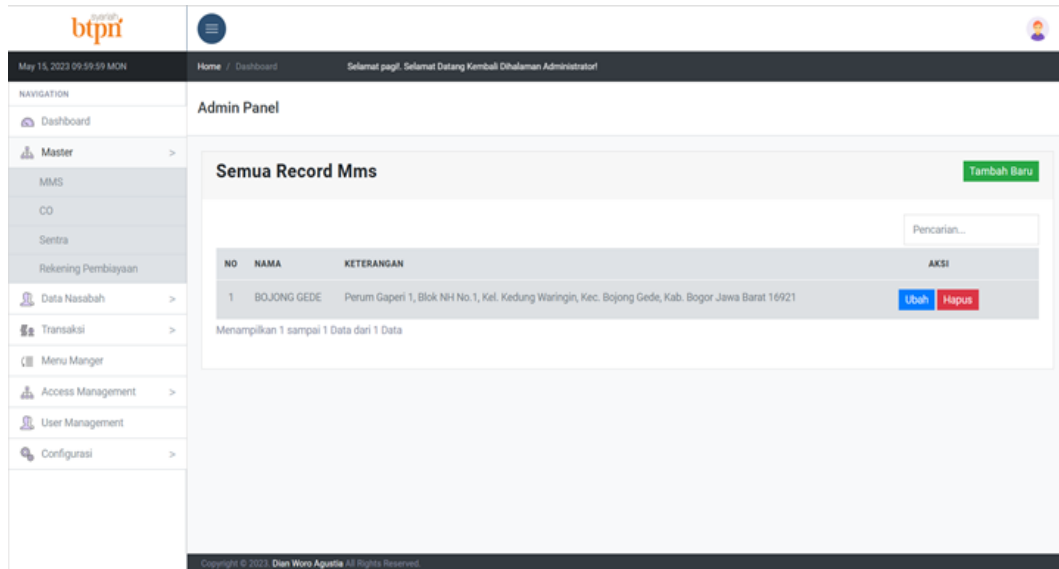 syariah
btpn
May 15, 2023 09:59:59 MON
Home / Dashboard
Selamat pagi!. Selamat Datang Kembali Dihalaman Administrator!
NAVIGATION
Dashboard
Master >
MMS
CO
Sentra
Rekening Pembiayaan
Data Nasabah >
Transaksi >
Menu Manger
Access Management >
User Management
Configurasi >
Admin Panel
Semua Record Mms
Tambah Baru
Pencarian...
NO NAMA KETERANGAN AKSI
1 BOJONG GEDE Perum Gaperi 1, Blok NH No.1, Kel. Kedung Waringin, Kec. Bojong Gede, Kab. Bogor Jawa Barat 16921 Ubah Hapus
Menampilkan 1 sampai 1 Data dari 1 Data
Copyright © 2023. Dian Woro Agustia All Rights Reserved.